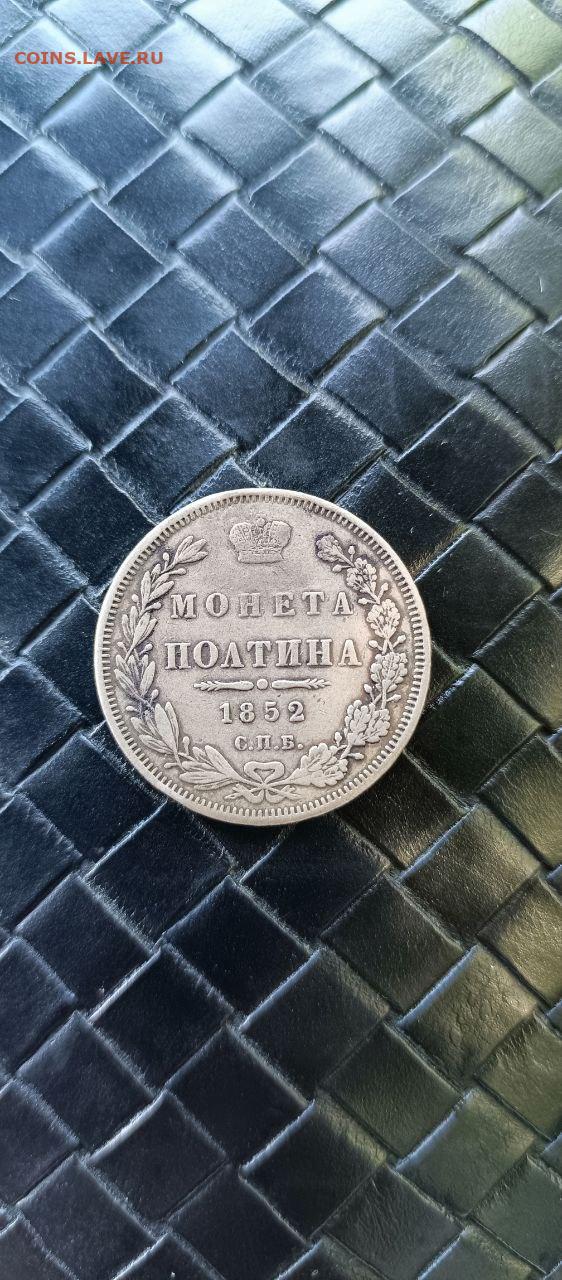 COINS.LAVE.RU
МОНЕТА
ПОЛТИНА
1852
С.П.Б.